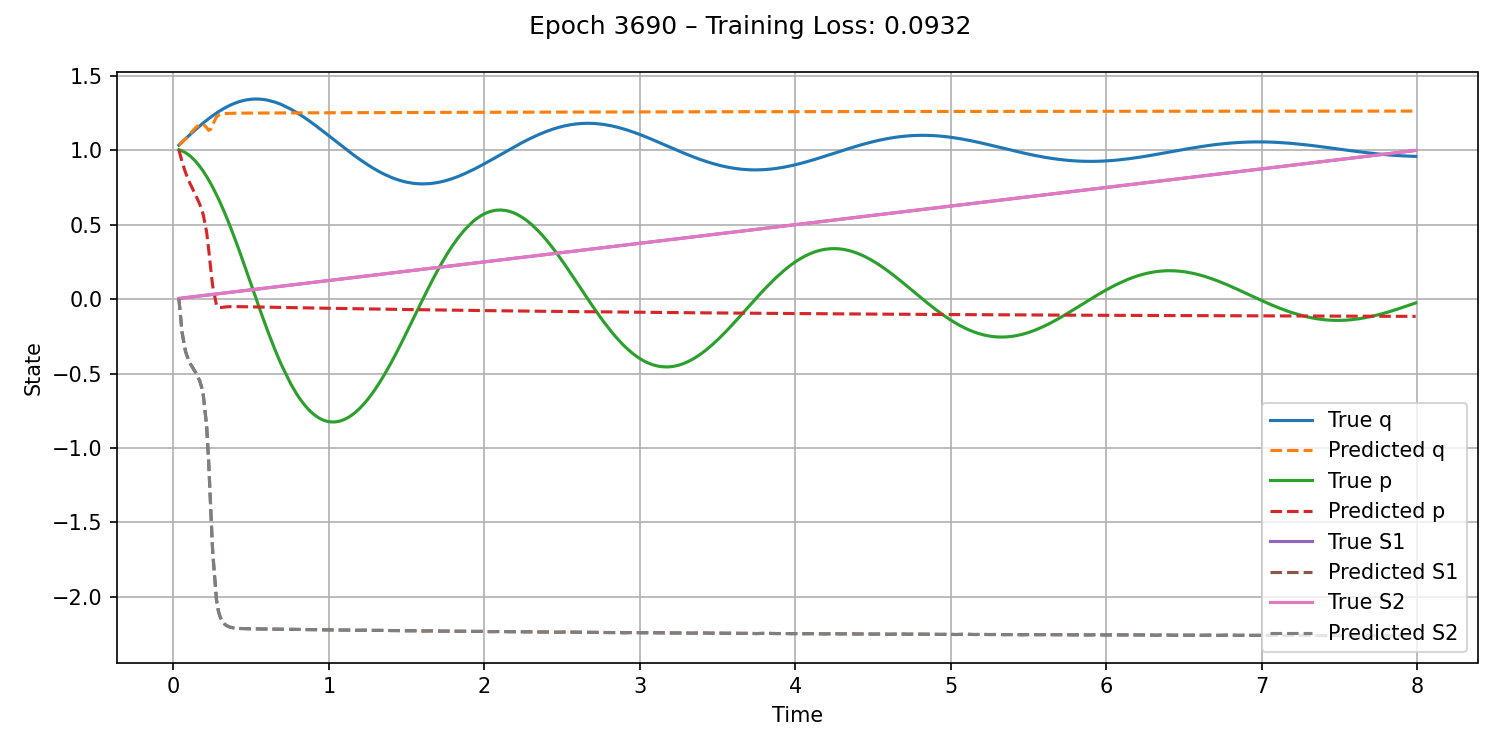 Epoch 3690 – Training Loss: 0.0932
1.5
1.0
0.5
0.0
−0.5
−1.0
−1.5
−2.0
State
True q
Predicted q
True p
Predicted p
True S1
Predicted S1
True S2
Predicted S2
0 1 2 3 4 5 6 7 8
Time